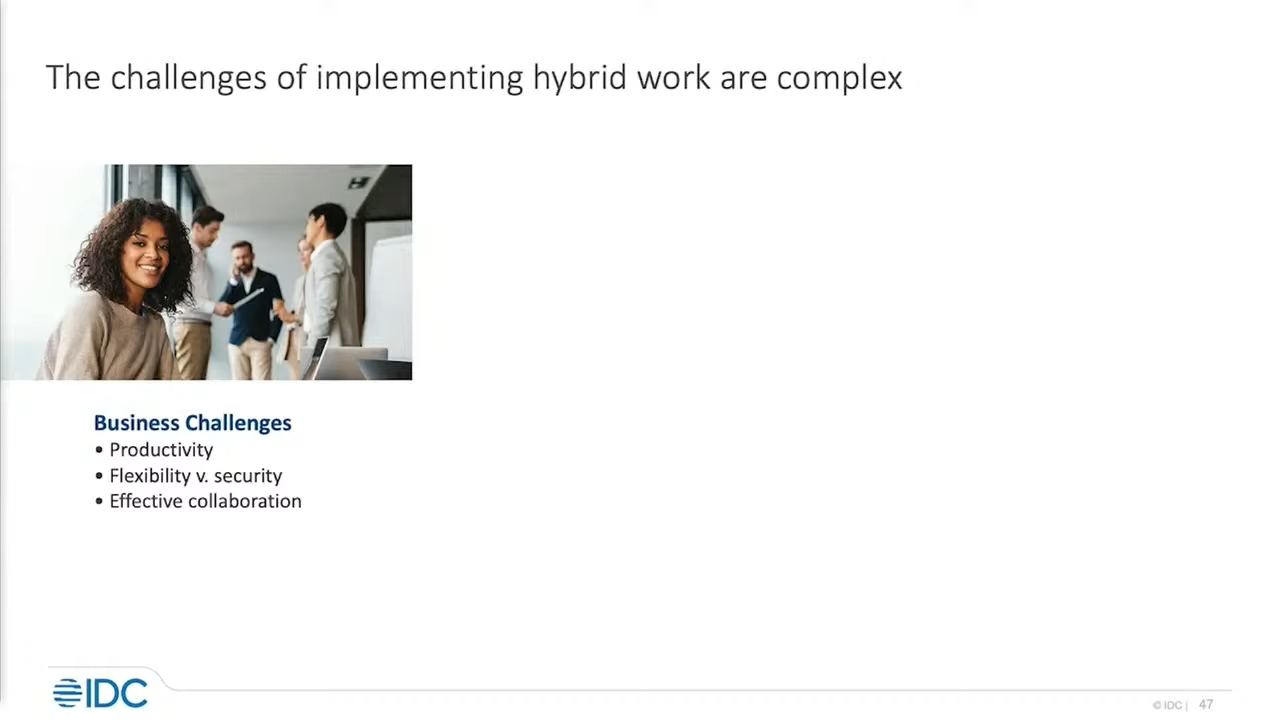 The challenges of implementing hybrid work are complex
Business Challenges
• Productivity
• Flexibility v. security
• Effective collaboration
IDC
© IDC | 47